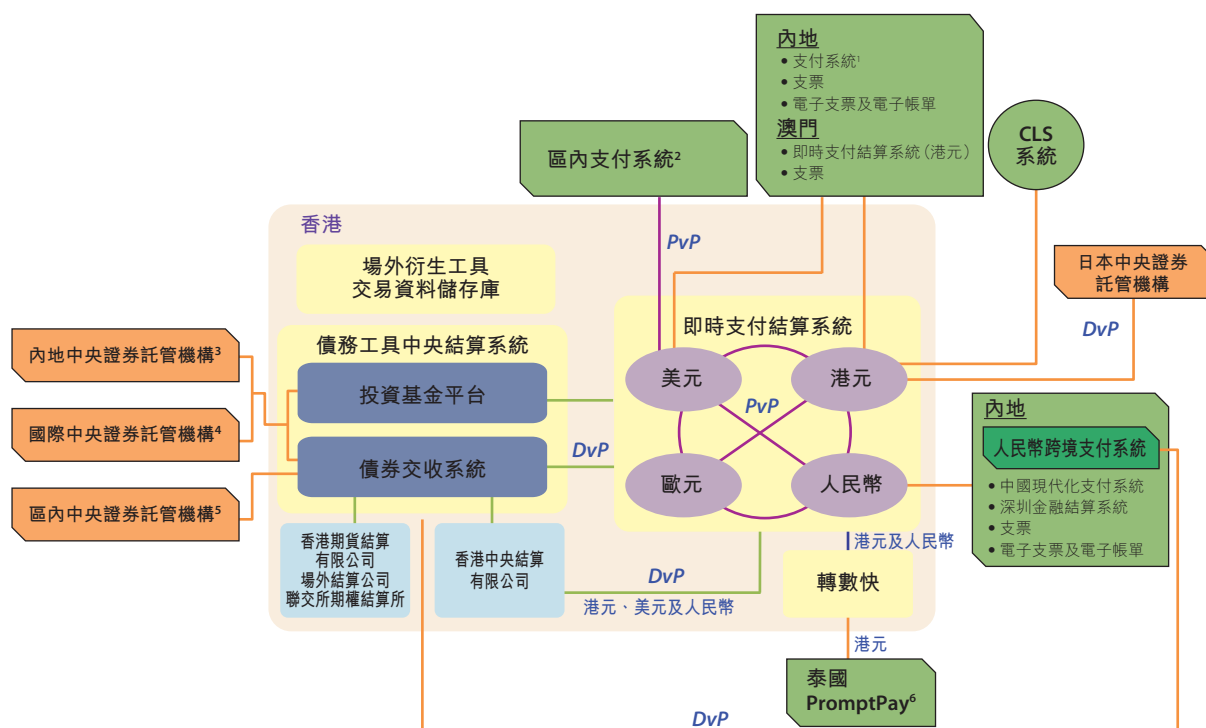 內地
• 支付系統¹
• 支票
• 電子支票及電子帳單
澳門
• 即時支付結算系統(港元)
• 支票
CLS
系統
區內支付系統²
香港
PvP
場外衍生工具
交易資料儲存庫
日本中央證券
託管機構
DvP
即時支付結算系統
債務工具中央結算系統
內地中央證券託管機構³
投資基金平台
美元
港元
PvP
國際中央證券託管機構⁴
債券交收系統
DvP
歐元
人民幣
內地
人民幣跨境支付系統
• 中國現代化支付系統
• 深圳金融結算系統
• 支票
• 電子支票及電子帳單
區內中央證券託管機構⁵
香港期貨結算
有限公司
場外結算公司
聯交所期權結算所
香港中央結算
有限公司
DvP
港元、美元及人民幣
港元及人民幣
轉數快
港元
泰國
PromptPay⁶
DvP